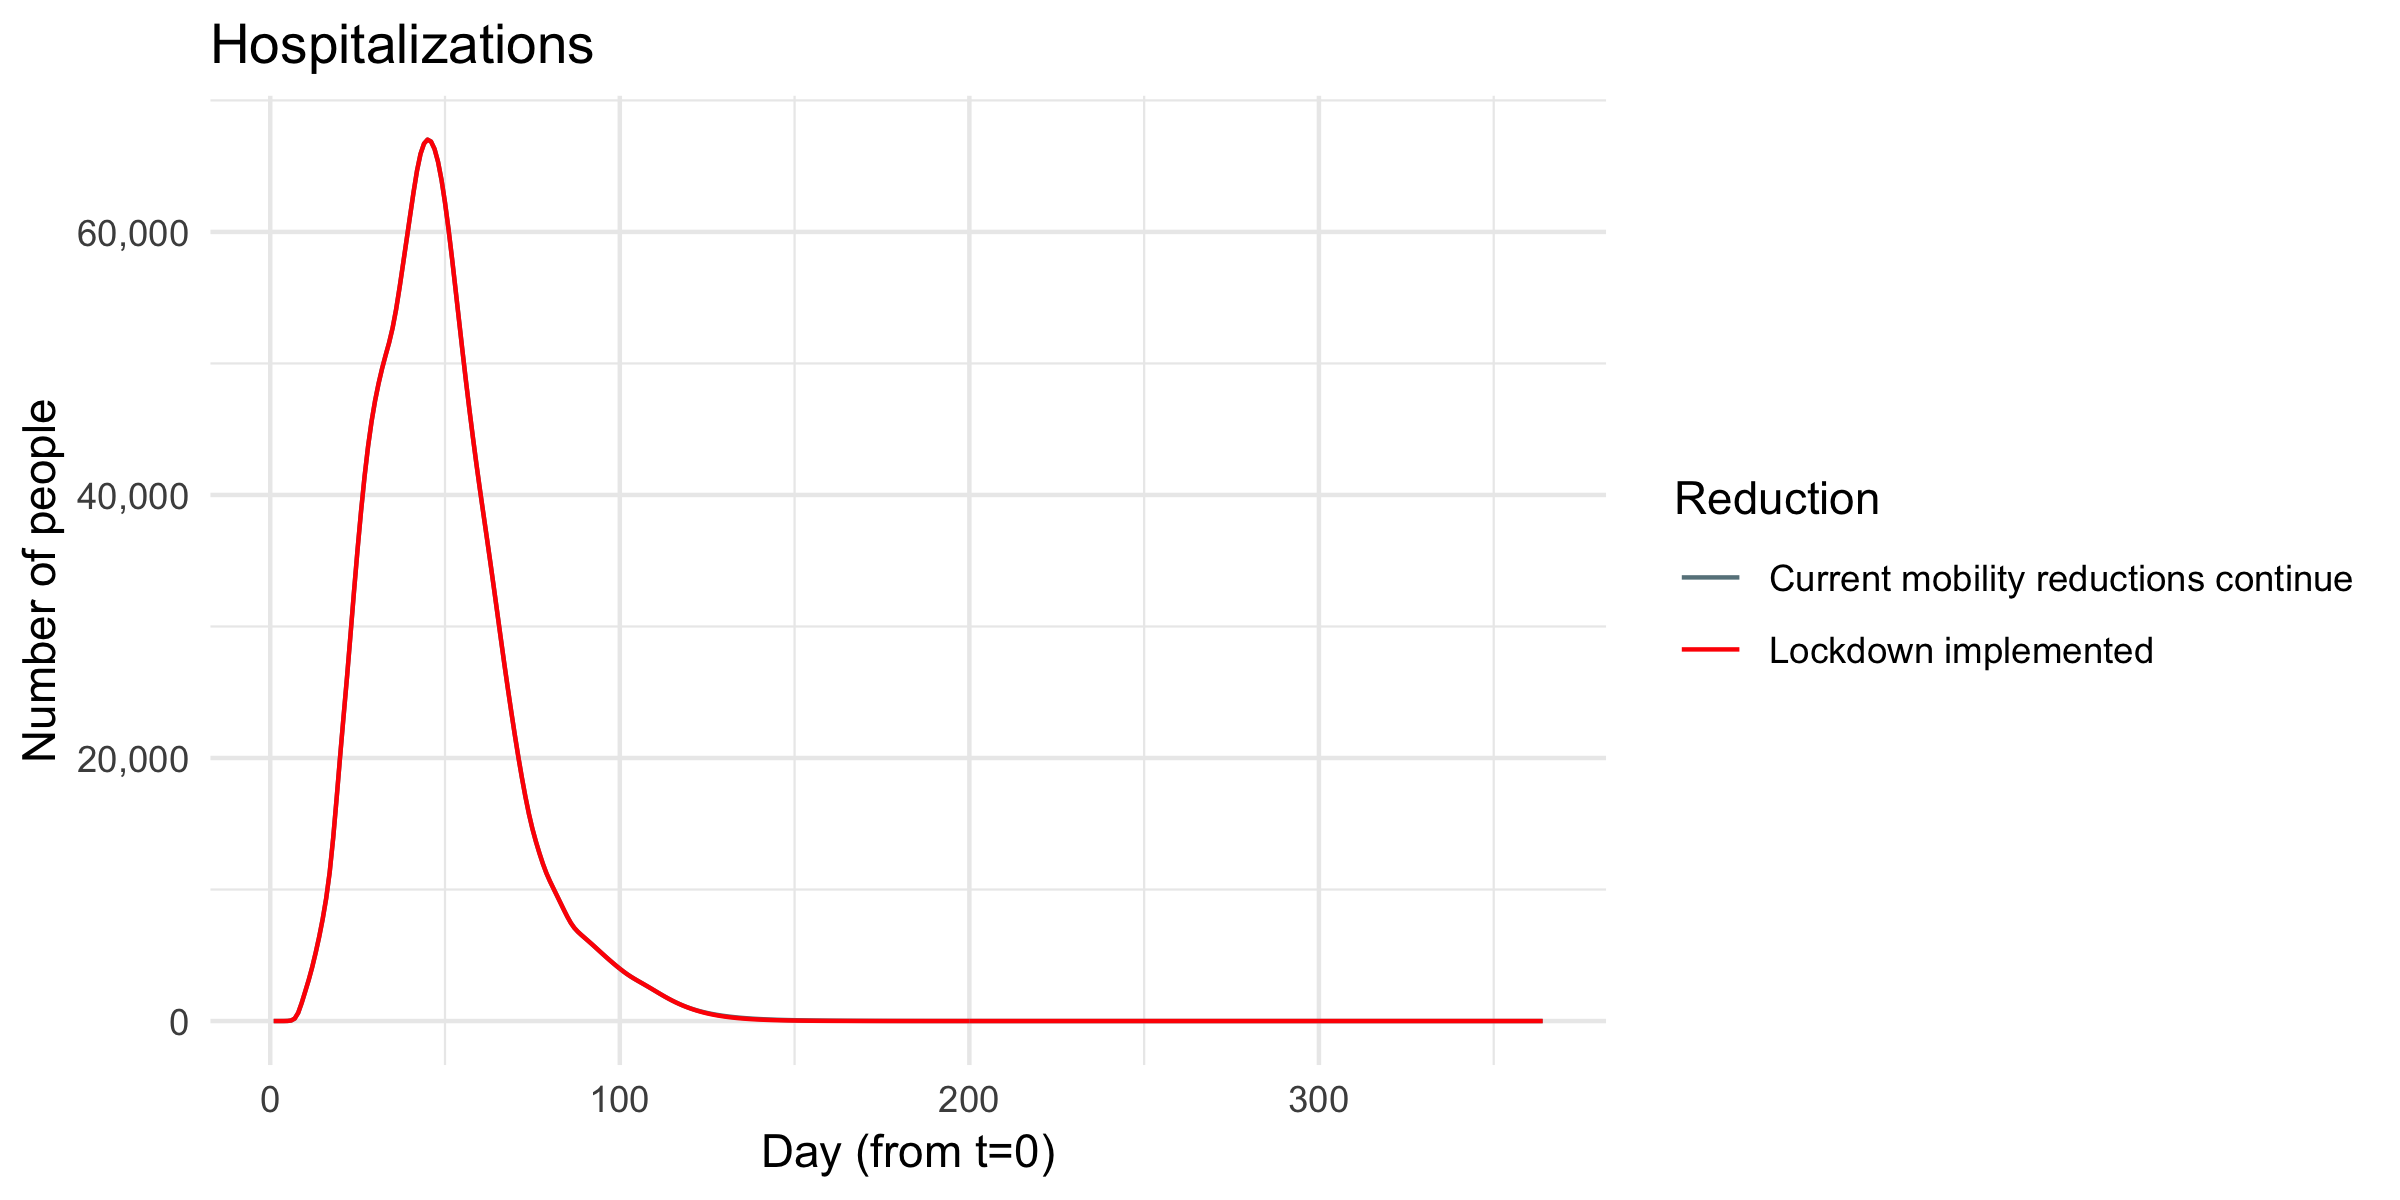 Hospitalizations
Number of people
60,000
40,000
20,000
0
0 100 200 300
Day (from t=0)
Reduction
Current mobility reductions continue
Lockdown implemented